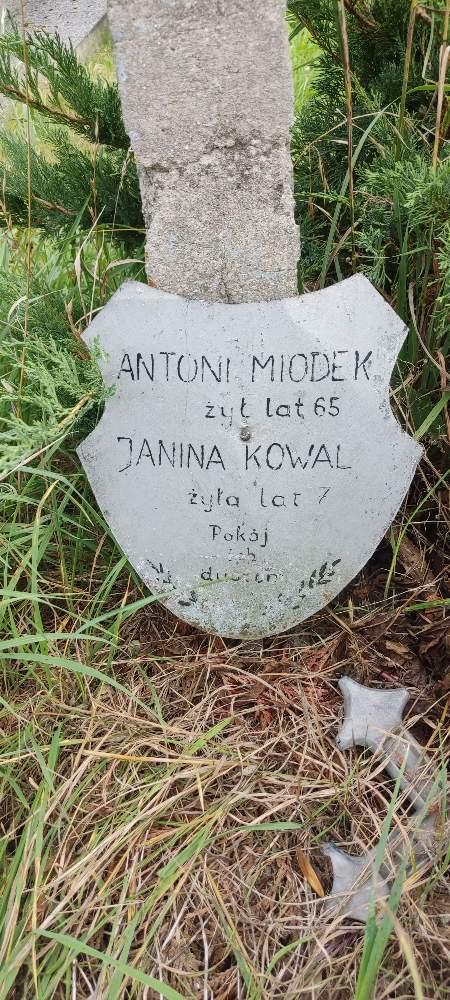 ANTONI MIODEK
żył lat 65
JANINA KOWAL
żyła lat 7
Pokój
ich
duszom